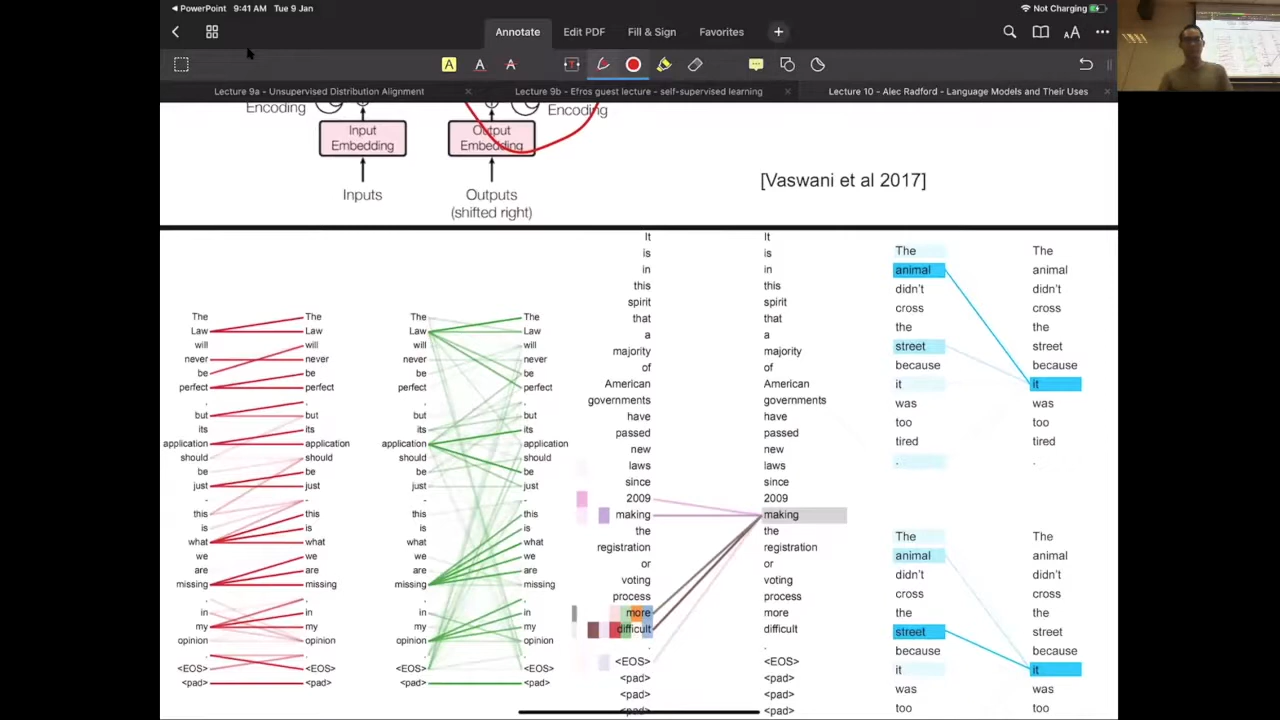 PowerPoint 9:41 AM Tue 9 Jan
Not Charging
Annotate Edit PDF Fill & Sign Favorites
Lecture 9a - Unsupervised Distribution Alignment
Lecture 9b - Efros guest lecture - self-supervised learning
Lecture 10 - Alec Radford - Language Models and Their Uses
Encoding
Encoding
Input
Embedding
Output
Embedding
Inputs
Outputs
(shifted right)
[Vaswani et al 2017]
The
Law
will
never
be
perfect
,
but
its
application
should
be
just
-
this
is
what
we
are
missing
,
in
my
opinion
.
<EOS>
<pad>
The
Law
will
never
be
perfect
,
but
its
application
should
be
just
-
this
is
what
we
are
missing
,
in
my
opinion
.
<EOS>
<pad>
The
Law
will
never
be
perfect
,
but
its
application
should
be
just
-
this
is
what
we
are
missing
,
in
my
opinion
.
<EOS>
<pad>
The
Law
will
never
be
perfect
,
but
its
application
should
be
just
-
this
is
what
we
are
missing
,
in
my
opinion
.
<EOS>
<pad>
It
is
in
this
spirit
that
a
majority
of
American
governments
have
passed
new
laws
since
2009
making
the
registration
or
voting
process
more
difficult
.
<EOS>
<pad>
<pad>
<pad>
It
is
in
this
spirit
that
a
majority
of
American
governments
have
passed
new
laws
since
2009
making
the
registration
or
voting
process
more
difficult
.
<EOS>
<pad>
<pad>
<pad>
The
animal
didn't
cross
the
street
because
it
was
too
tired
.
The
animal
didn't
cross
the
street
because
it
was
too
tired
.
The
animal
didn't
cross
the
street
because
it
was
too
The
animal
didn't
cross
the
street
because
it
was
too